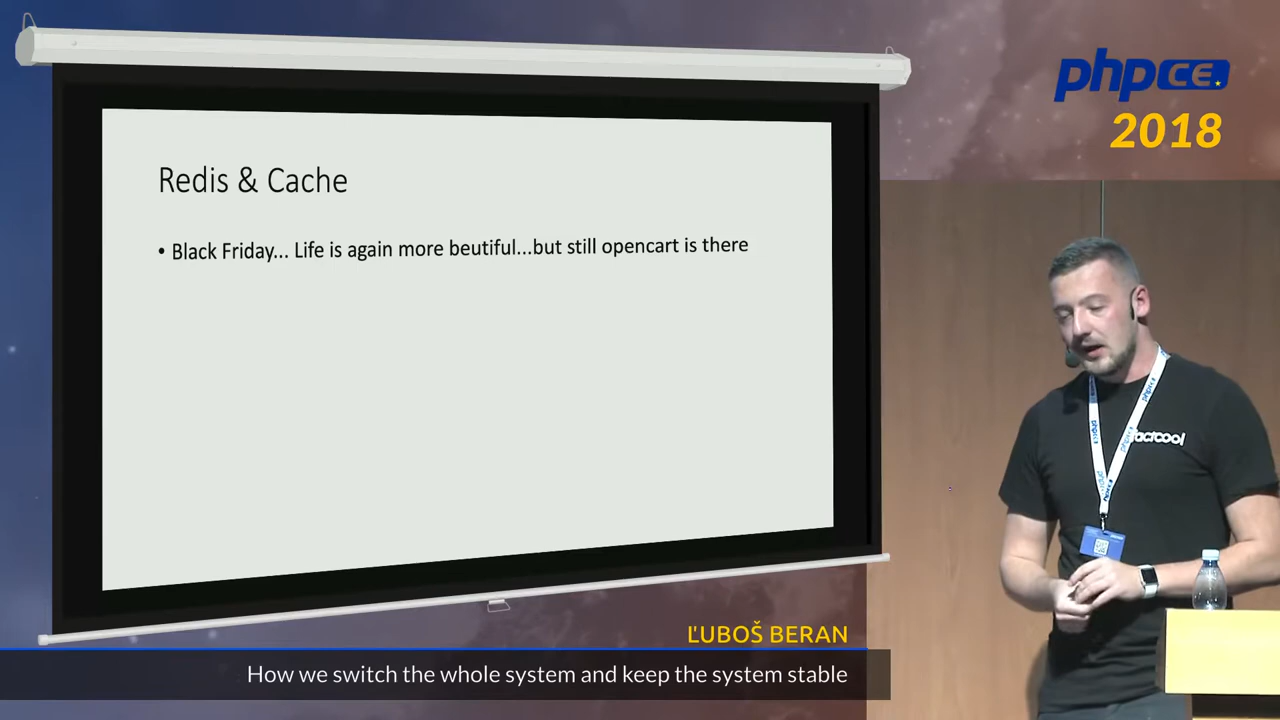 phpCE
2018
Redis & Cache
• Black Friday... Life is again more beutiful...but still opencart is there
factcool
ĽUBOŠ BERAN
How we switch the whole system and keep the system stable